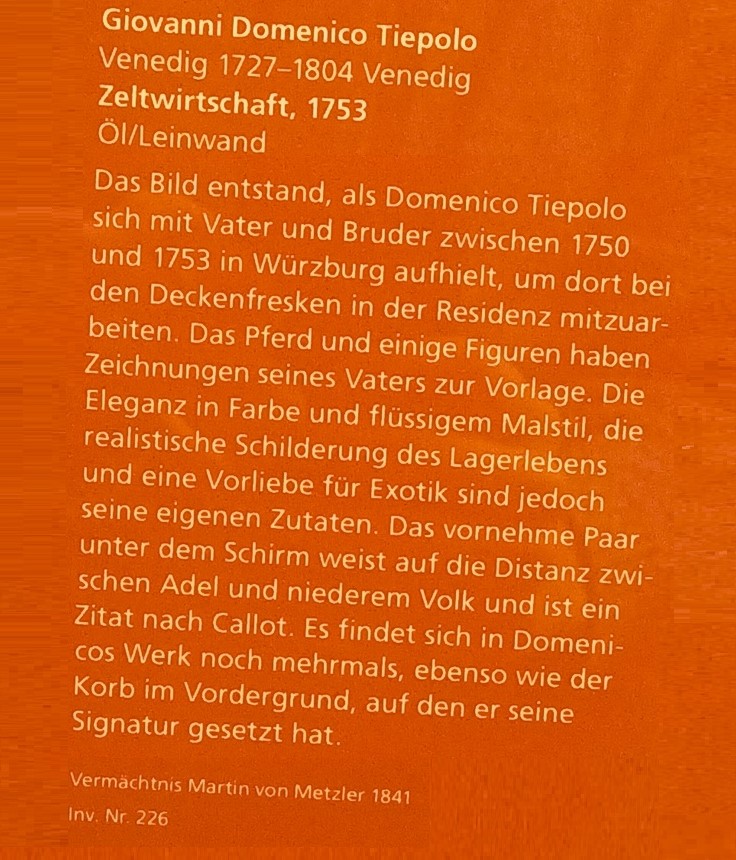 Giovanni Domenico Tiepolo
Venedig 1727–1804 Venedig
Zeltwirtschaft, 1753
Öl/Leinwand
Das Bild entstand, als Domenico Tiepolo
sich mit Vater und Bruder zwischen 1750
und 1753 in Würzburg aufhielt, um dort bei
den Deckenfresken in der Residenz mitzuar-
beiten. Das Pferd und einige Figuren haben
Zeichnungen seines Vaters zur Vorlage. Die
Eleganz in Farbe und flüssigem Malstil, die
realistische Schilderung des Lagerlebens
und eine Vorliebe für Exotik sind jedoch
seine eigenen Zutaten. Das vornehme Paar
unter dem Schirm weist auf die Distanz zwi-
schen Adel und niederem Volk und ist ein
Zitat nach Callot. Es findet sich in Domeni-
cos Werk noch mehrmals, ebenso wie der
Korb im Vordergrund, auf den er seine
Signatur gesetzt hat.
Vermächtnis Martin von Metzler 1841
Inv. Nr. 226